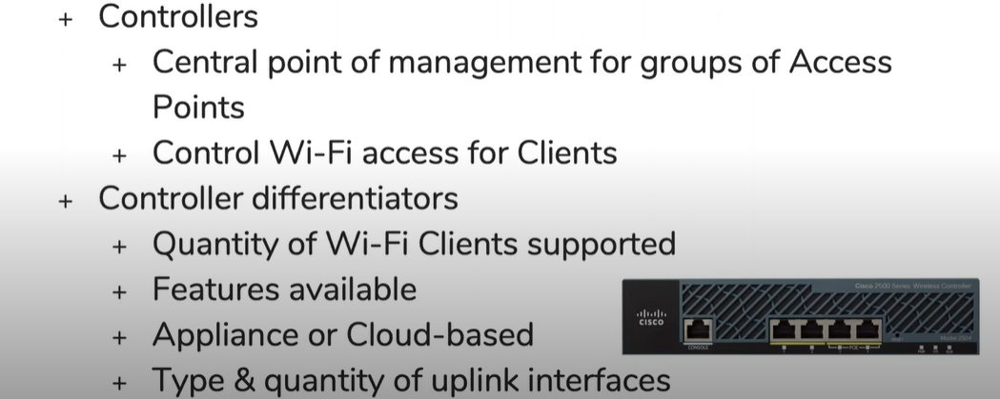 + Controllers
+ Central point of management for groups of Access
Points
+ Control Wi-Fi access for Clients
+ Controller differentiators
+ Quantity of Wi-Fi Clients supported
+ Features available
Cisco 2500 Series Wireless Controller
CISCO
+ Appliance or Cloud-based
Model 2504
CONSOLE
POE
+ Type & quantity of uplink interfaces